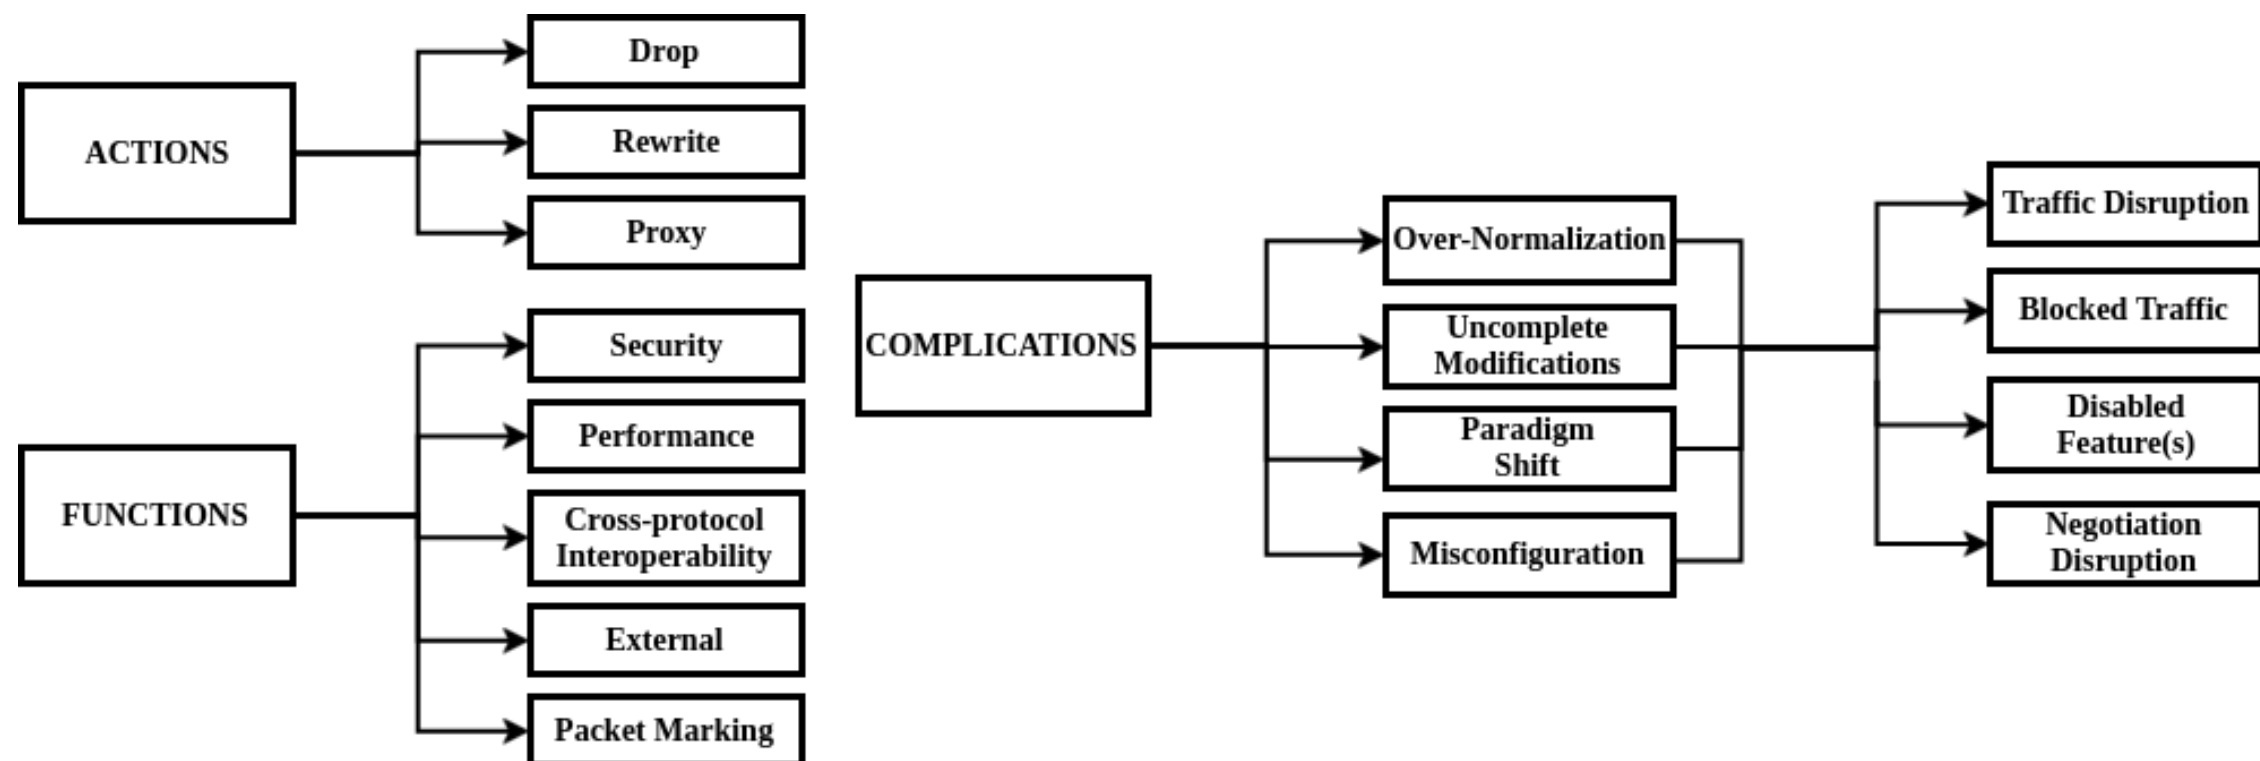 ACTIONS
Drop
Rewrite
Proxy
FUNCTIONS
Security
Performance
Cross-protocol
Interoperability
External
Packet Marking
COMPLICATIONS
Over-Normalization
Uncomplete
Modifications
Paradigm
Shift
Misconfiguration
Traffic Disruption
Blocked Traffic
Disabled
Feature(s)
Negotiation
Disruption